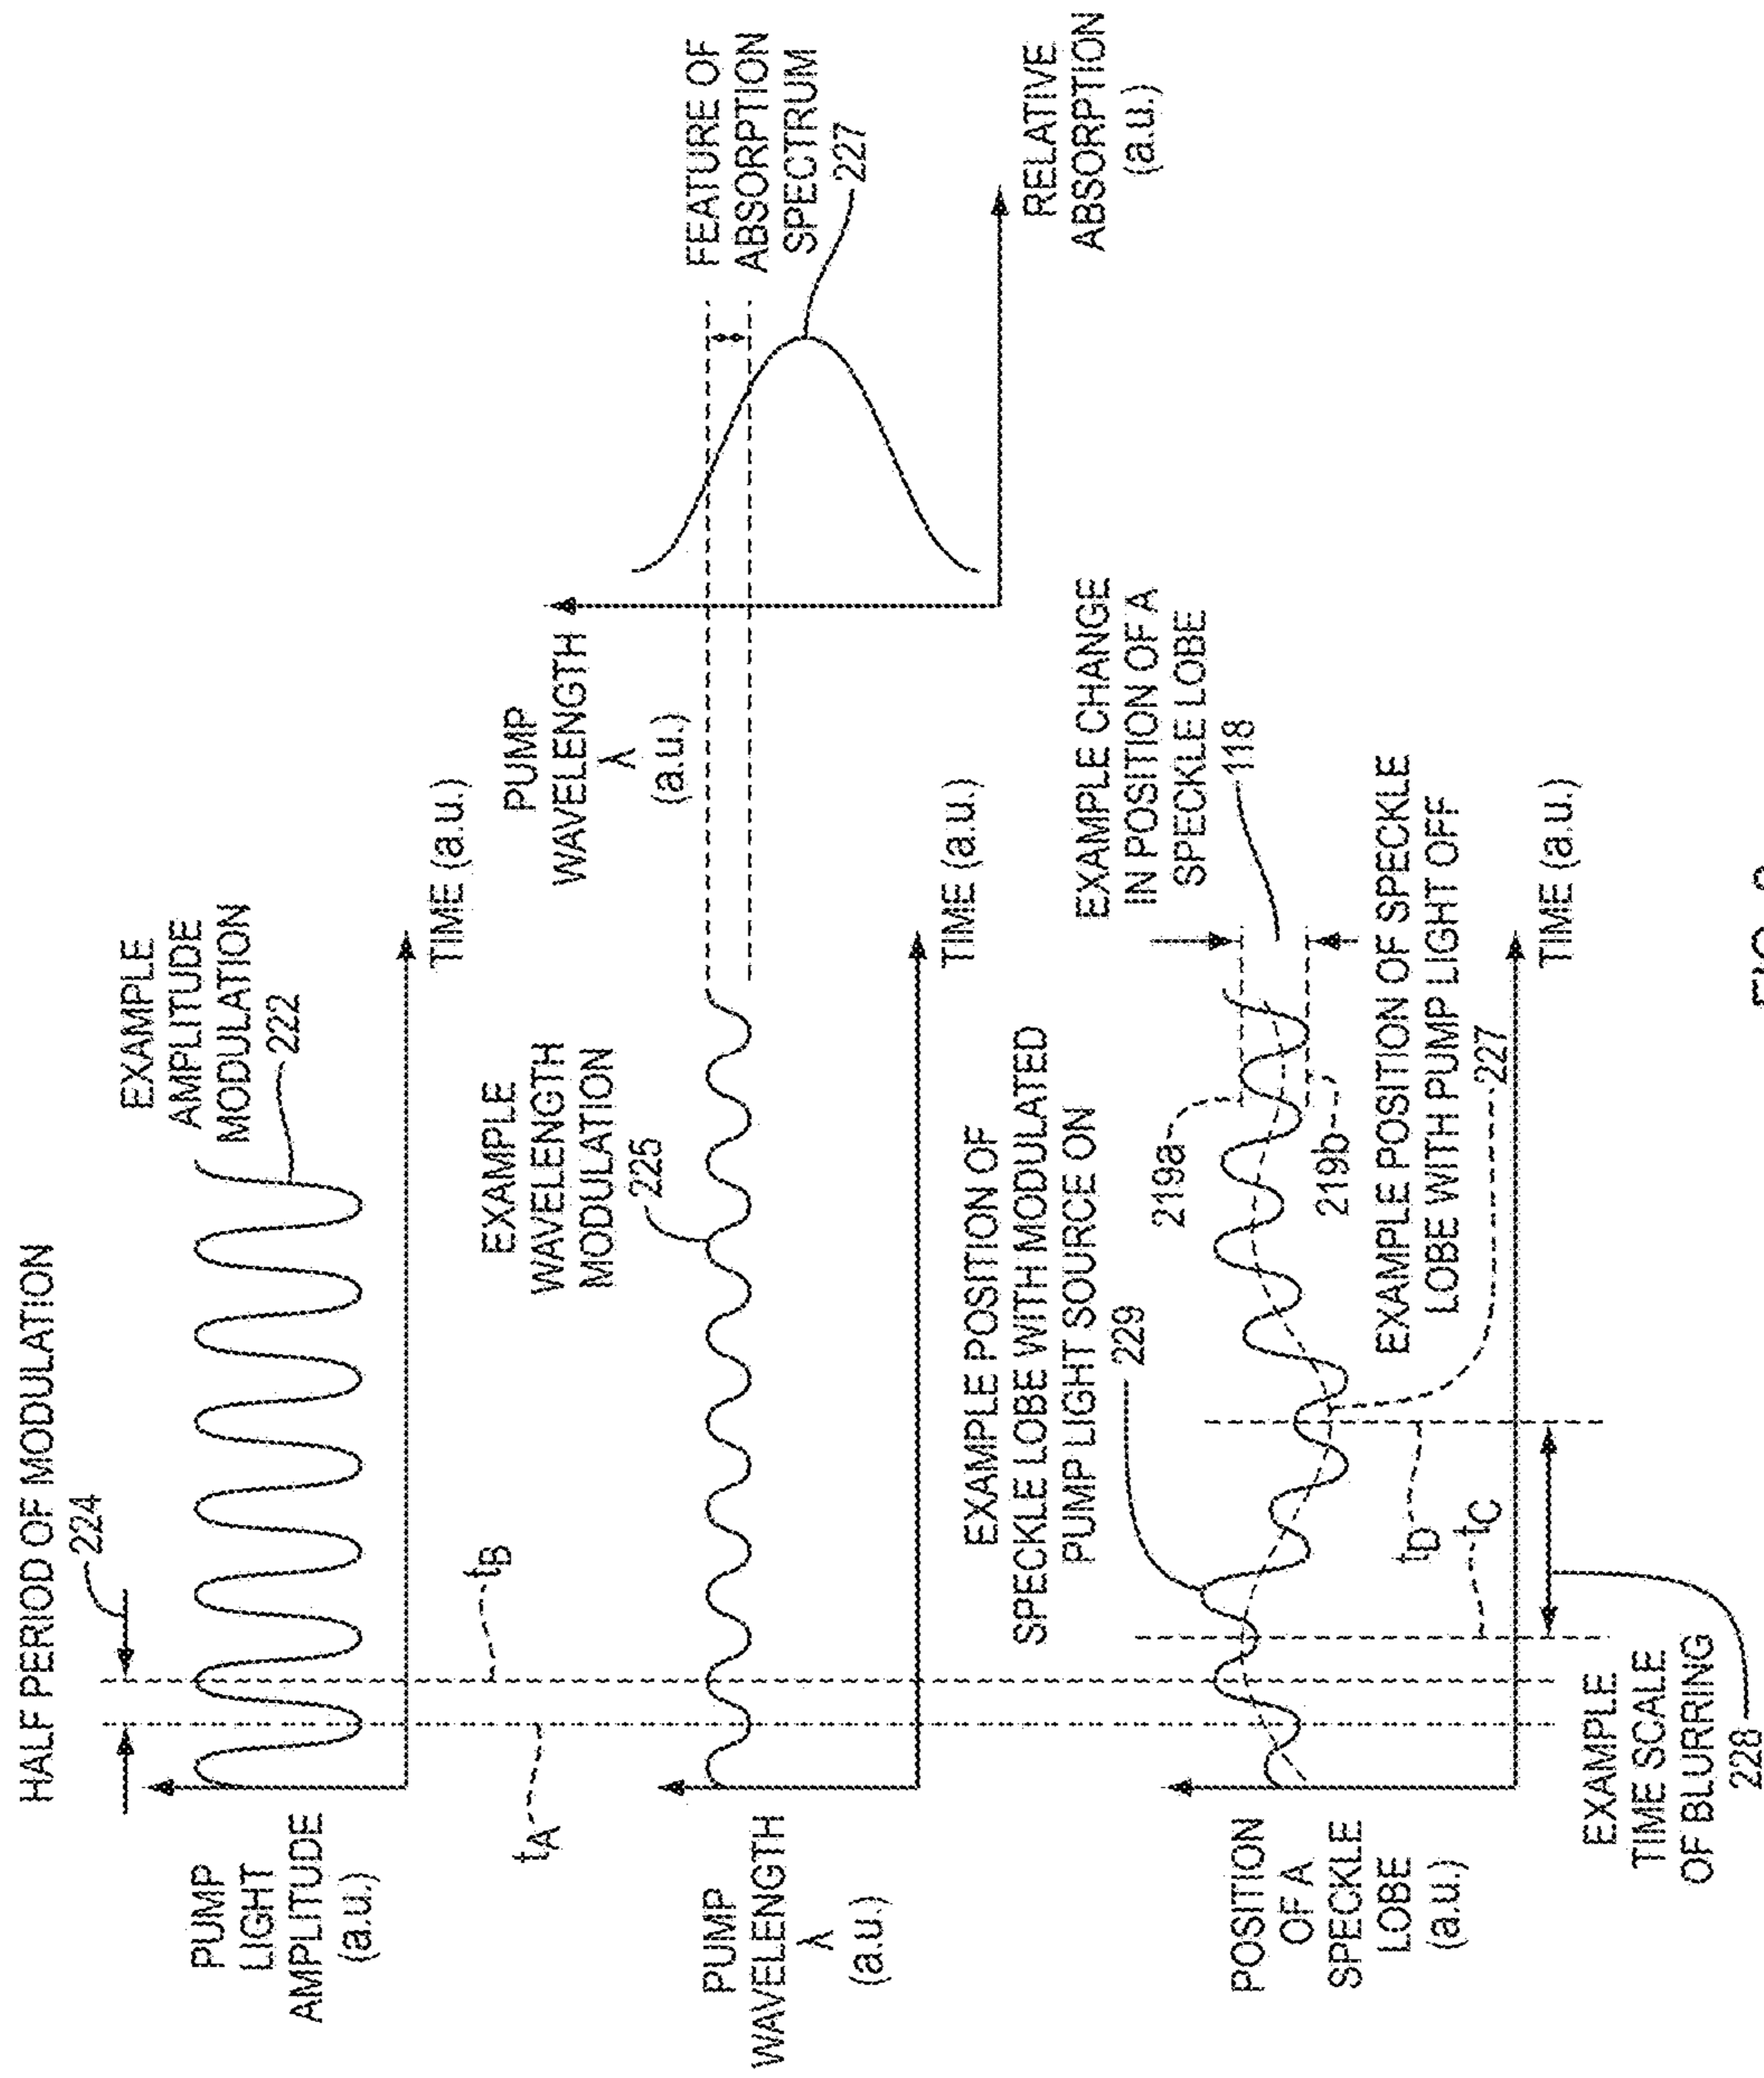 HALF PERIOD OF MODULATION
224
EXAMPLE
AMPLITUDE
MODULATION
222
PUMP
LIGHT
AMPLITUDE
(a.u.)
TIME (a.u.)
tA
tB
EXAMPLE
WAVELENGTH
MODULATION
225
PUMP
WAVELENGTH
λ
(a.u.)
TIME (a.u.)
PUMP
WAVELENGTH
λ
(a.u.)
FEATURE OF
ABSORPTION
SPECTRUM
227
RELATIVE
ABSORPTION
(a.u.)
EXAMPLE POSITION OF
SPECKLE LOBE WITH MODULATED
PUMP LIGHT SOURCE ON
229
EXAMPLE CHANGE
IN POSITION OF A
SPECKLE LOBE
118
219a
219b
POSITION
OF A
SPECKLE
LOBE
(a.u.)
EXAMPLE POSITION OF SPECKLE
LOBE WITH PUMP LIGHT OFF
227
tD
tC
TIME (a.u.)
EXAMPLE
TIME SCALE
OF BLURRING
228